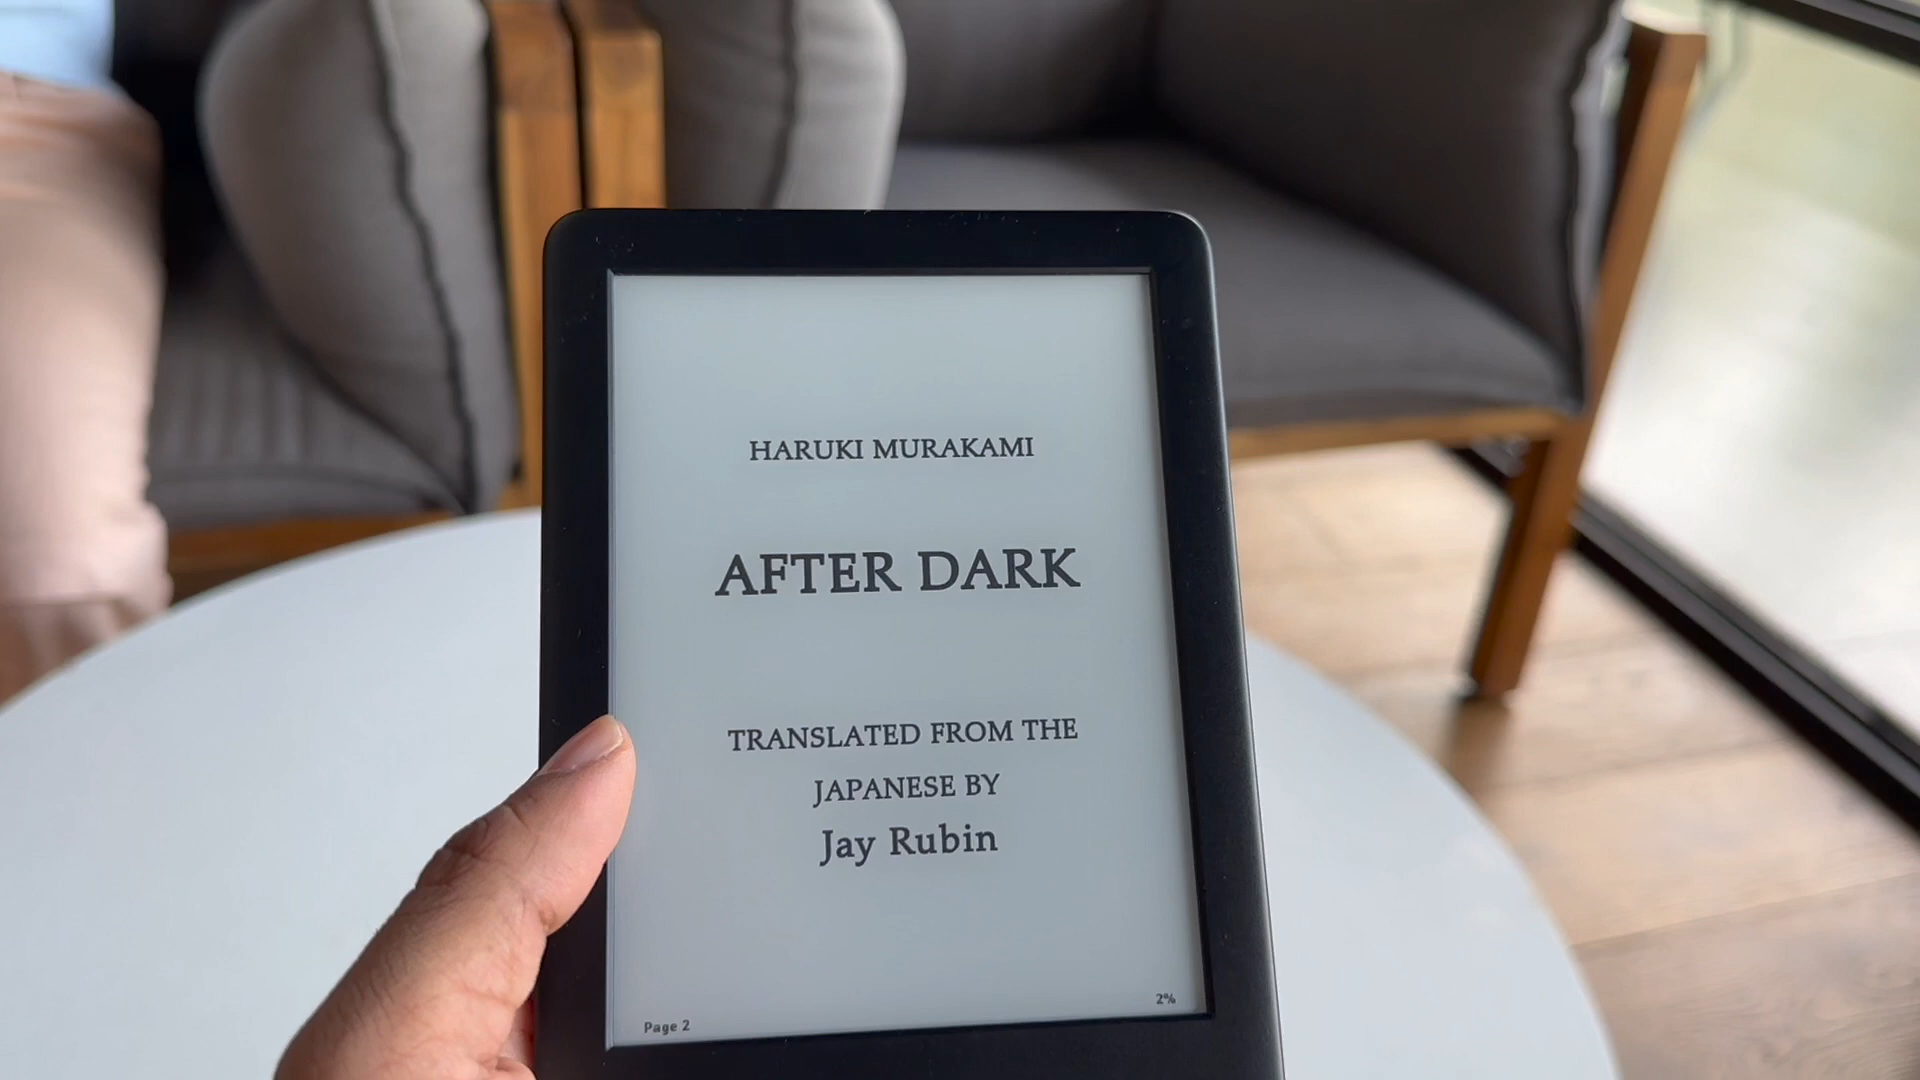 HARUKI MURAKAMI
AFTER DARK
TRANSLATED FROM THE
JAPANESE BY
Jay Rubin
Page 2
2%